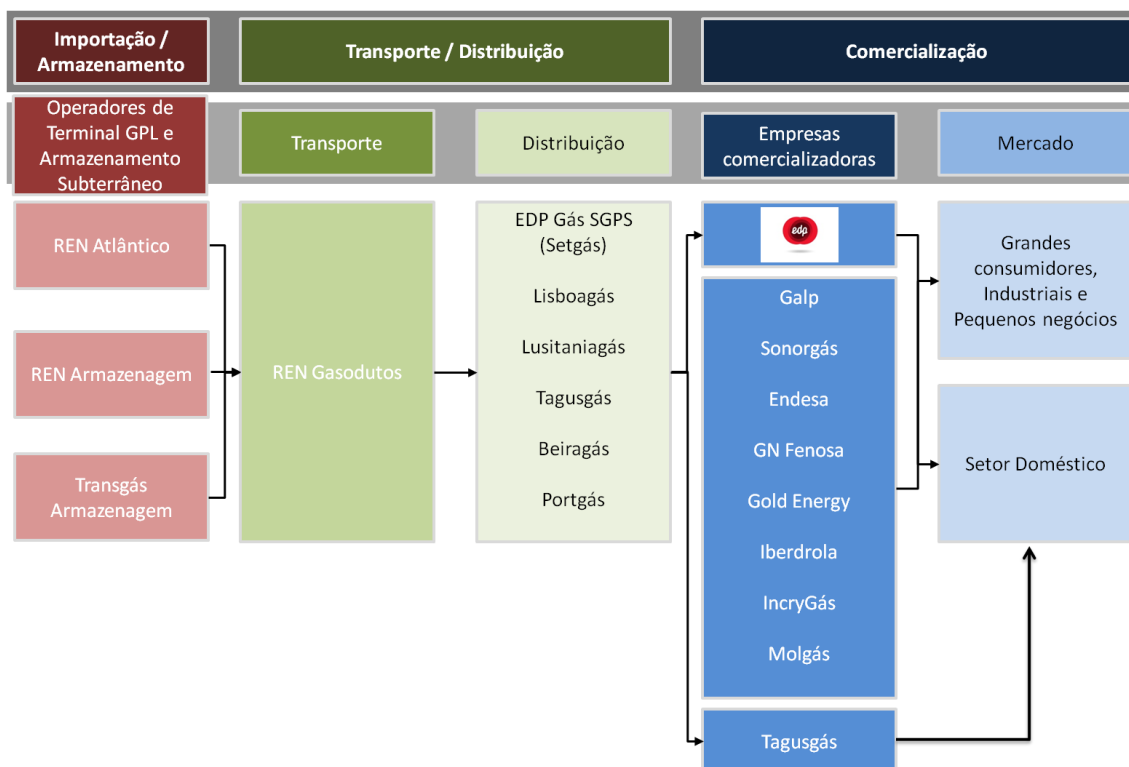 Importação /
Armazenamento
Transporte / Distribuição
Comercialização
Operadores de
Terminal GPL e
Armazenamento
Subterrâneo
Transporte
Distribuição
Empresas
comercializadoras
Mercado
REN Atlântico
REN Armazenagem
Transgás
Armazenagem
REN Gasodutos
EDP Gás SGPS
(Setgás)
Lisboagás
Lusitaniagás
Tagusgás
Beiragás
Portgás
edp
Galp
Sonorgás
Endesa
GN Fenosa
Gold Energy
Iberdrola
IncryGás
Molgás
Tagusgás
Grandes
consumidores,
Industriais e
Pequenos negócios
Setor Doméstico